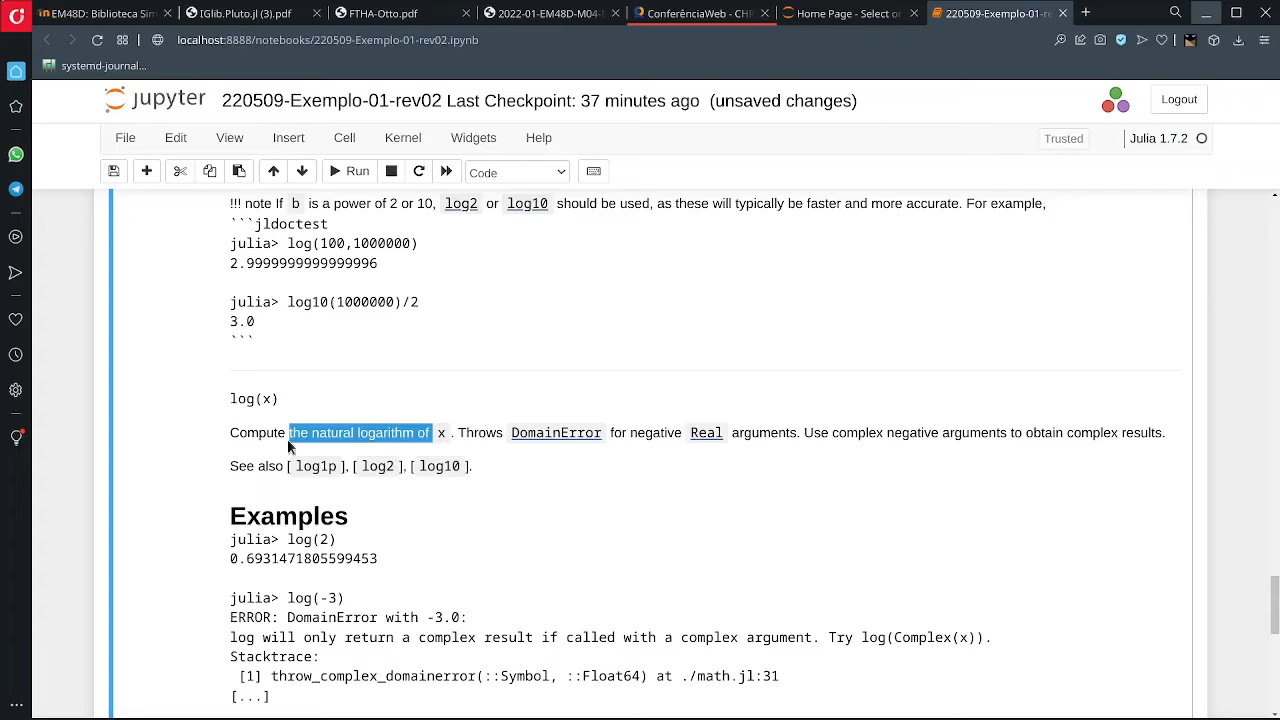 EM48D: Biblioteca Sim
IGlib.Pluto.jl (3).pdf
FTHA-Otto.pdf
2022-01-EM48D-M04-
ConferênciaWeb - CHF
Home Page - Select or
220509-Exemplo-01-re
localhost:8888/notebooks/220509-Exemplo-01-rev02.ipynb
systemd-journal...
jupyter 220509-Exemplo-01-rev02 Last Checkpoint: 37 minutes ago (unsaved changes)
Logout
File Edit View Insert Cell Kernel Widgets Help
Trusted
Julia 1.7.2
Run
Code
!!! note If b is a power of 2 or 10, log2 or log10 should be used, as these will typically be faster and more accurate. For example,
```jldoctest
julia> log(100,1000000)
2.9999999999999996
julia> log10(1000000)/2
3.0
```
log(x)
Compute the natural logarithm of x . Throws DomainError for negative Real arguments. Use complex negative arguments to obtain complex results.
See also [ log1p ], [ log2 ], [ log10 ].
Examples
julia> log(2)
0.6931471805599453
julia> log(-3)
ERROR: DomainError with -3.0:
log will only return a complex result if called with a complex argument. Try log(Complex(x)).
Stacktrace:
[1] throw_complex_domainerror(::Symbol, ::Float64) at ./math.jl:31
[...]